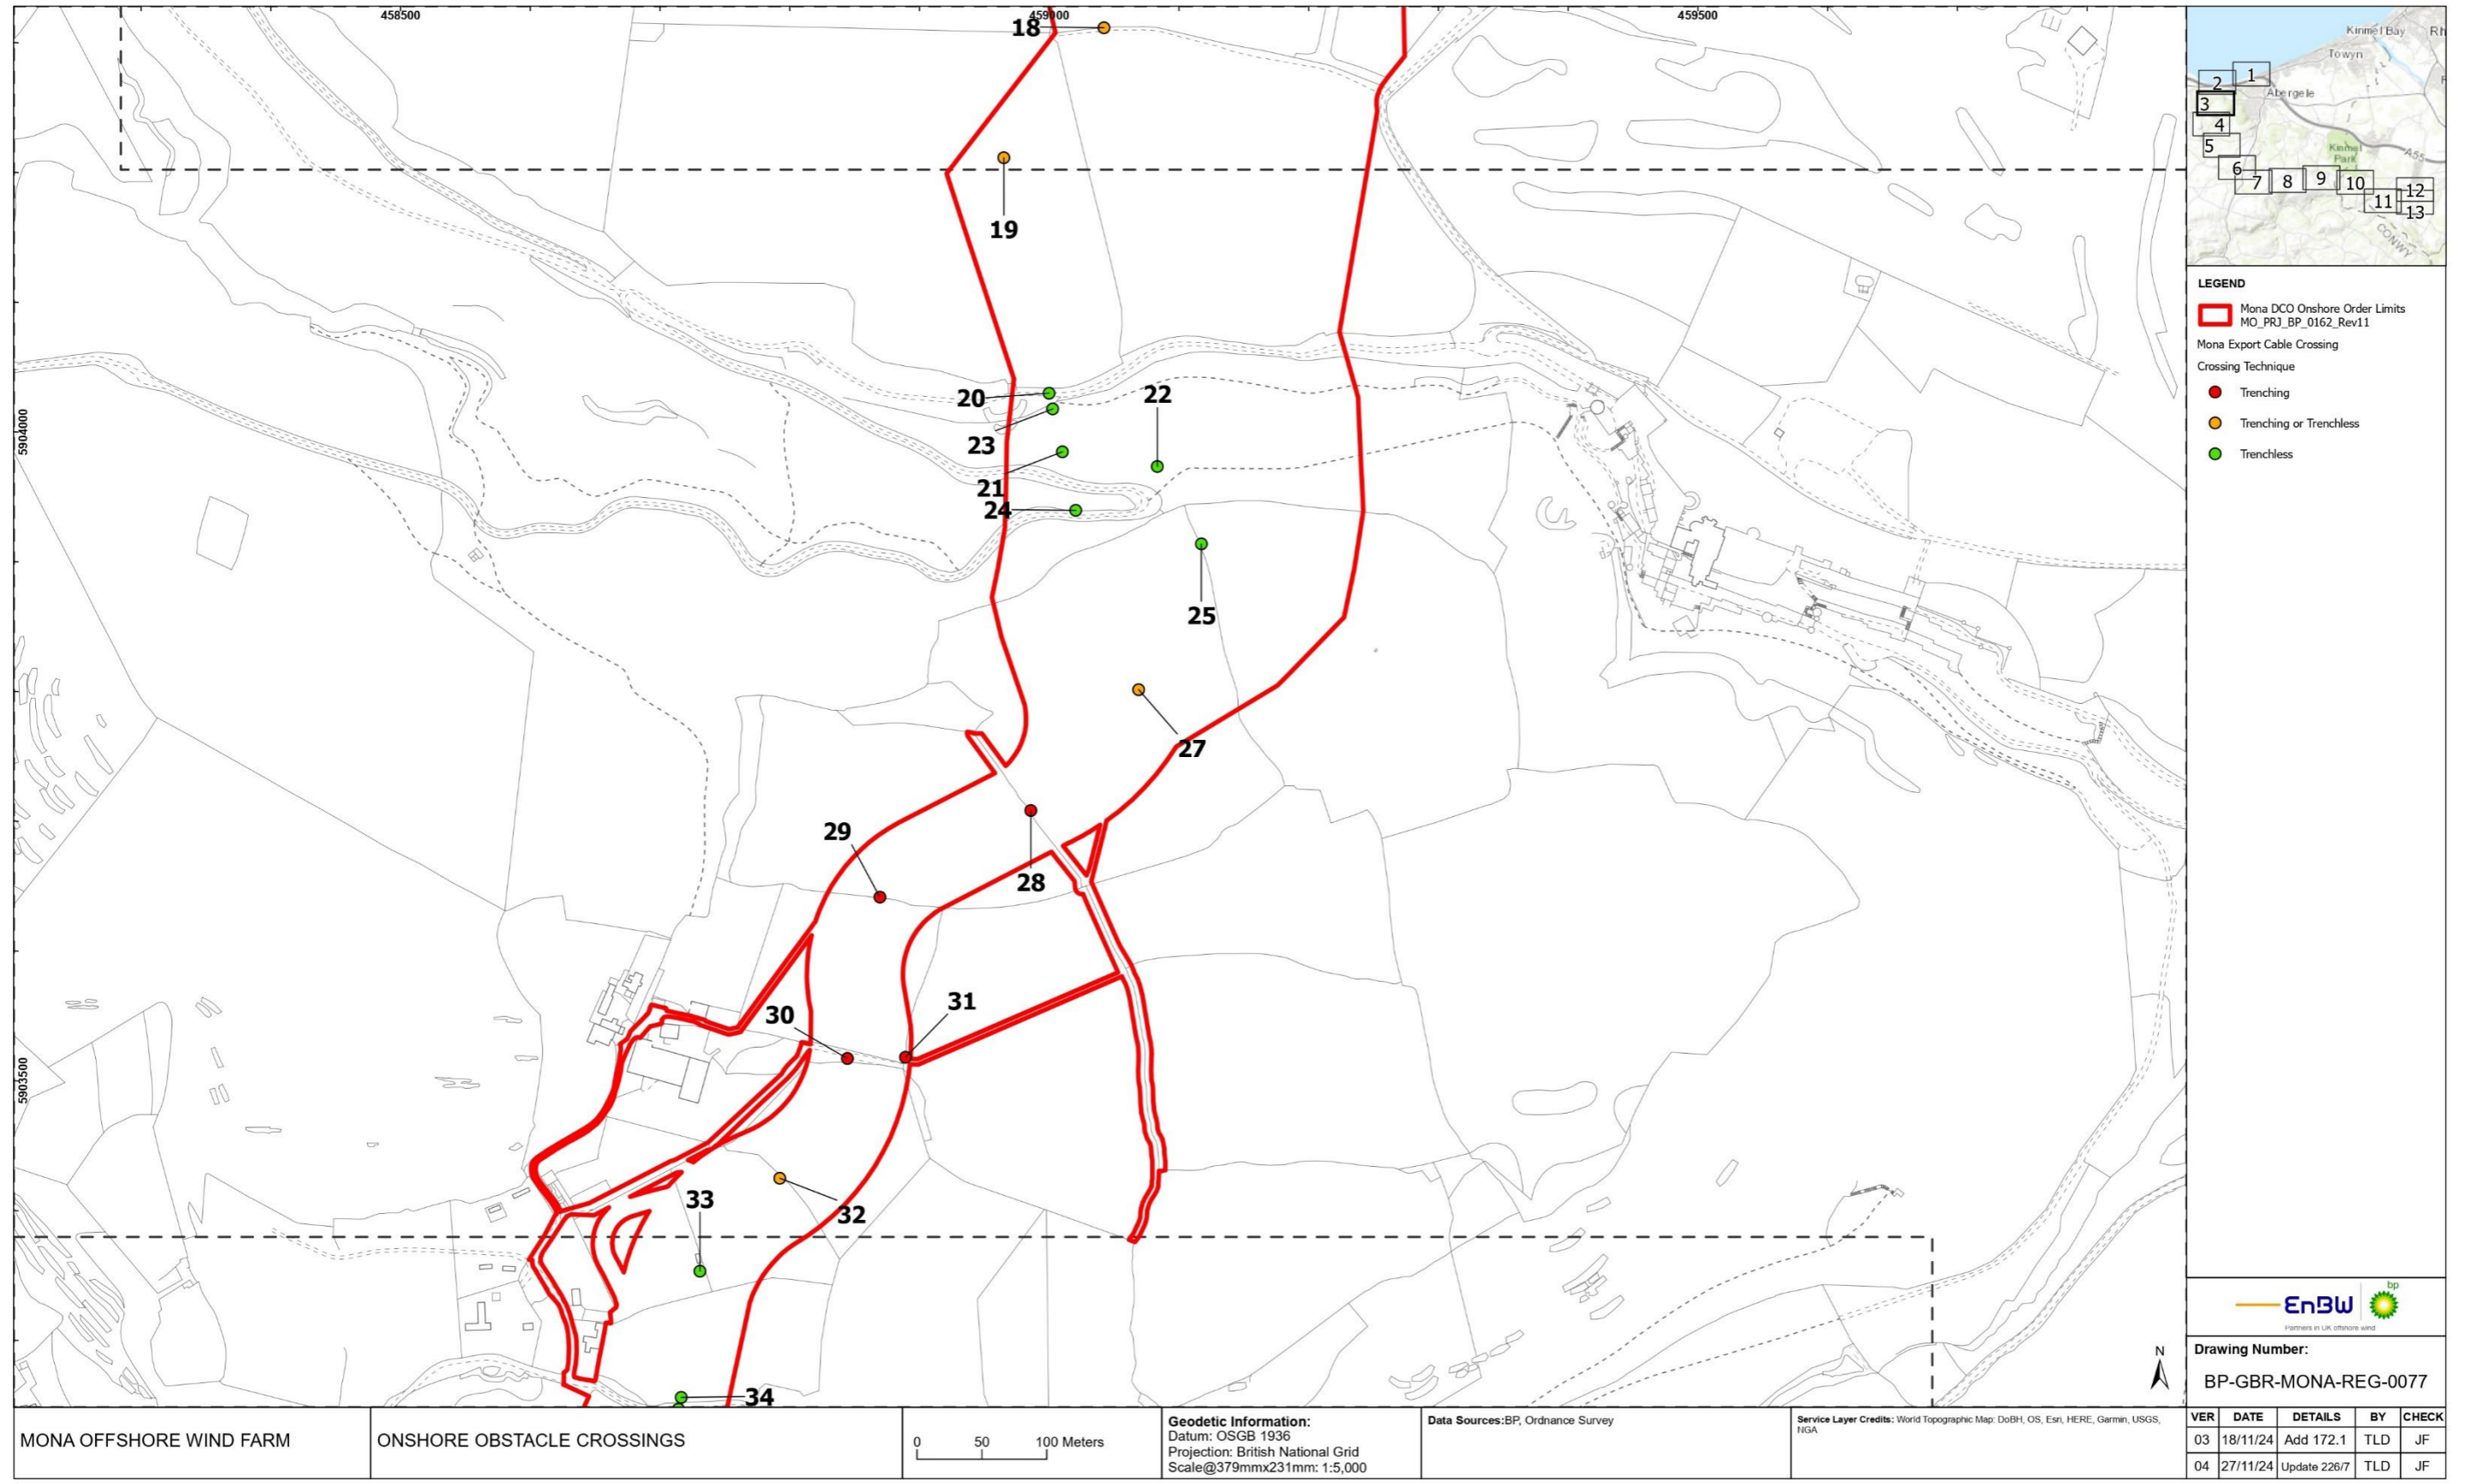 458500
459000
459500
18
19
20
22
23
21
24
25
27
29
28
30
31
33
32
34
5904000
5903500
N
Kinmel Bay
Rh
Towyn
Abergele
Kinmel
Park
A55
CONWY
1
2
3
4
5
6
7
8
9
10
11
12
13
LEGEND
Mona DCO Onshore Order Limits
MO_PRJ_BP_0162_Rev11
Mona Export Cable Crossing
Crossing Technique
Trenching
Trenching or Trenchless
Trenchless
EnBW
bp
Partners in UK offshore wind
Drawing Number:
BP-GBR-MONA-REG-0077
VER DATE DETAILS BY CHECK
03 18/11/24 Add 172.1 TLD JF
04 27/11/24 Update 226/7 TLD JF
MONA OFFSHORE WIND FARM
ONSHORE OBSTACLE CROSSINGS
0 50 100 Meters
Geodetic Information:
Datum: OSGB 1936
Projection: British National Grid
Scale@379mmx231mm: 1:5,000
Data Sources:BP, Ordnance Survey
Service Layer Credits: World Topographic Map: DoBH, OS, Esri, HERE, Garmin, USGS,
NGA